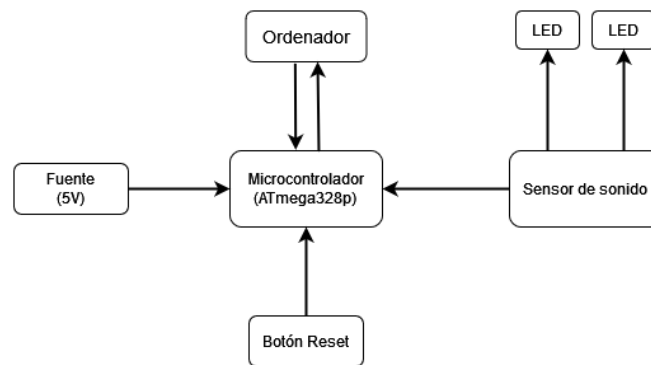 Ordenador
LED
LED
Fuente
(5V)
Microcontrolador
(ATmega328p)
Sensor de sonido
Botón Reset